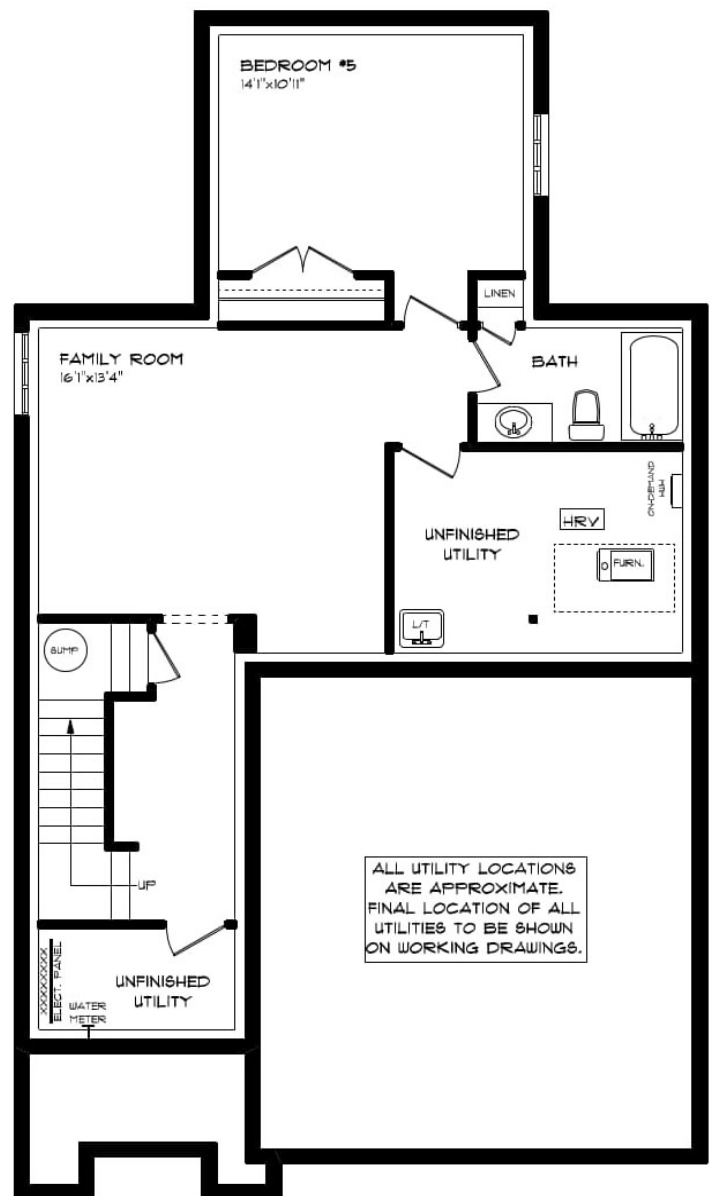 BEDROOM #5
14'1"x10'11"
LINEN
FAMILY ROOM
16'1"x13'4"
BATH
ON-DEMAND
HWH
HRV
UNFINISHED
UTILITY
FURN.
L/T
SUMP
UP
ALL UTILITY LOCATIONS
ARE APPROXIMATE.
FINAL LOCATION OF ALL
UTILITIES TO BE SHOWN
ON WORKING DRAWINGS.
XXXXXXXXX
ELECT. PANEL
UNFINISHED
UTILITY
WATER
METER